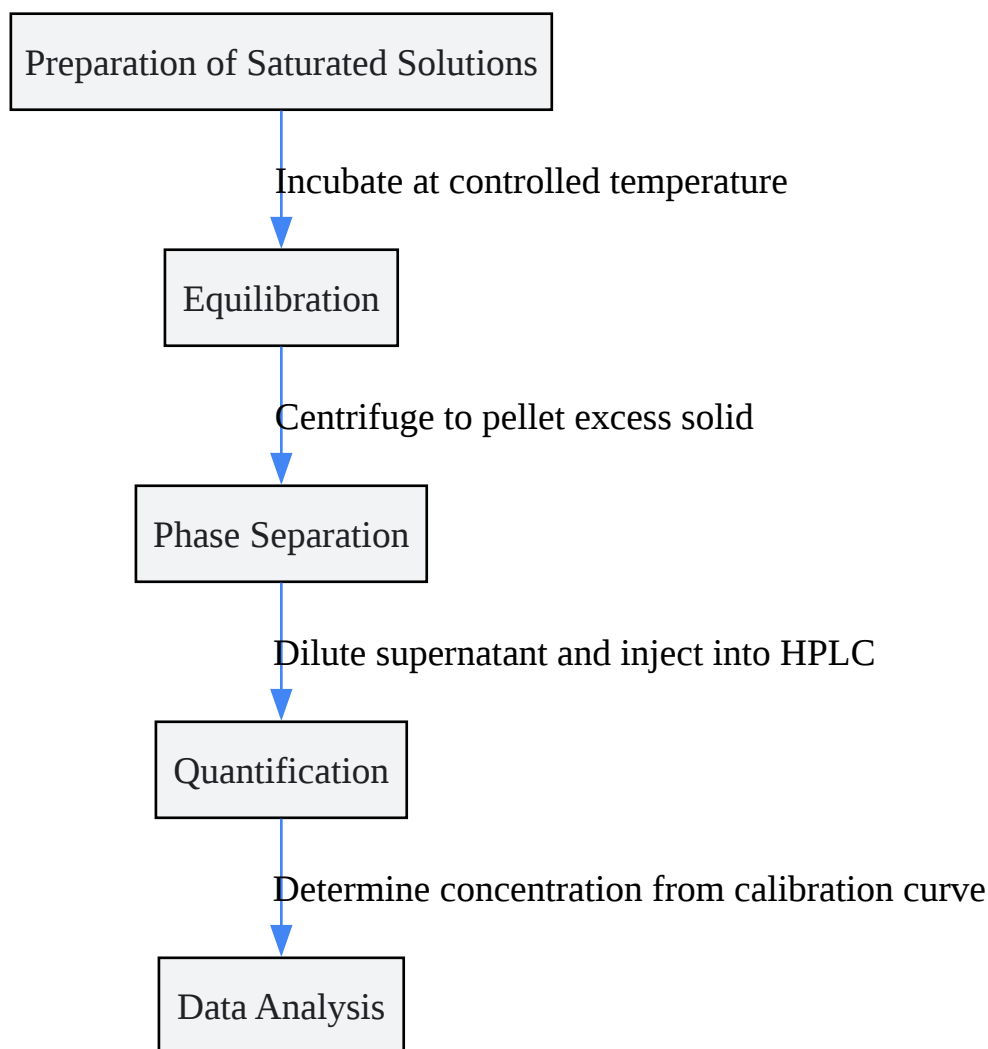 Preparation of Saturated Solutions
Incubate at controlled temperature
Equilibration
Centrifuge to pellet excess solid
Phase Separation
Dilute supernatant and inject into HPLC
Quantification
Determine concentration from calibration curve
Data Analysis